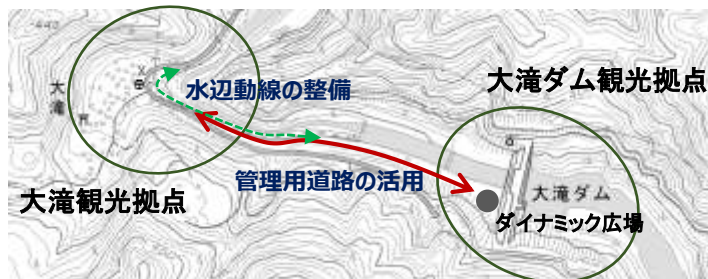 水辺動線の整備
大滝ダム観光拠点
大滝
管理用道路の活用
大滝観光拠点
大滝ダム
ダイナミック広場